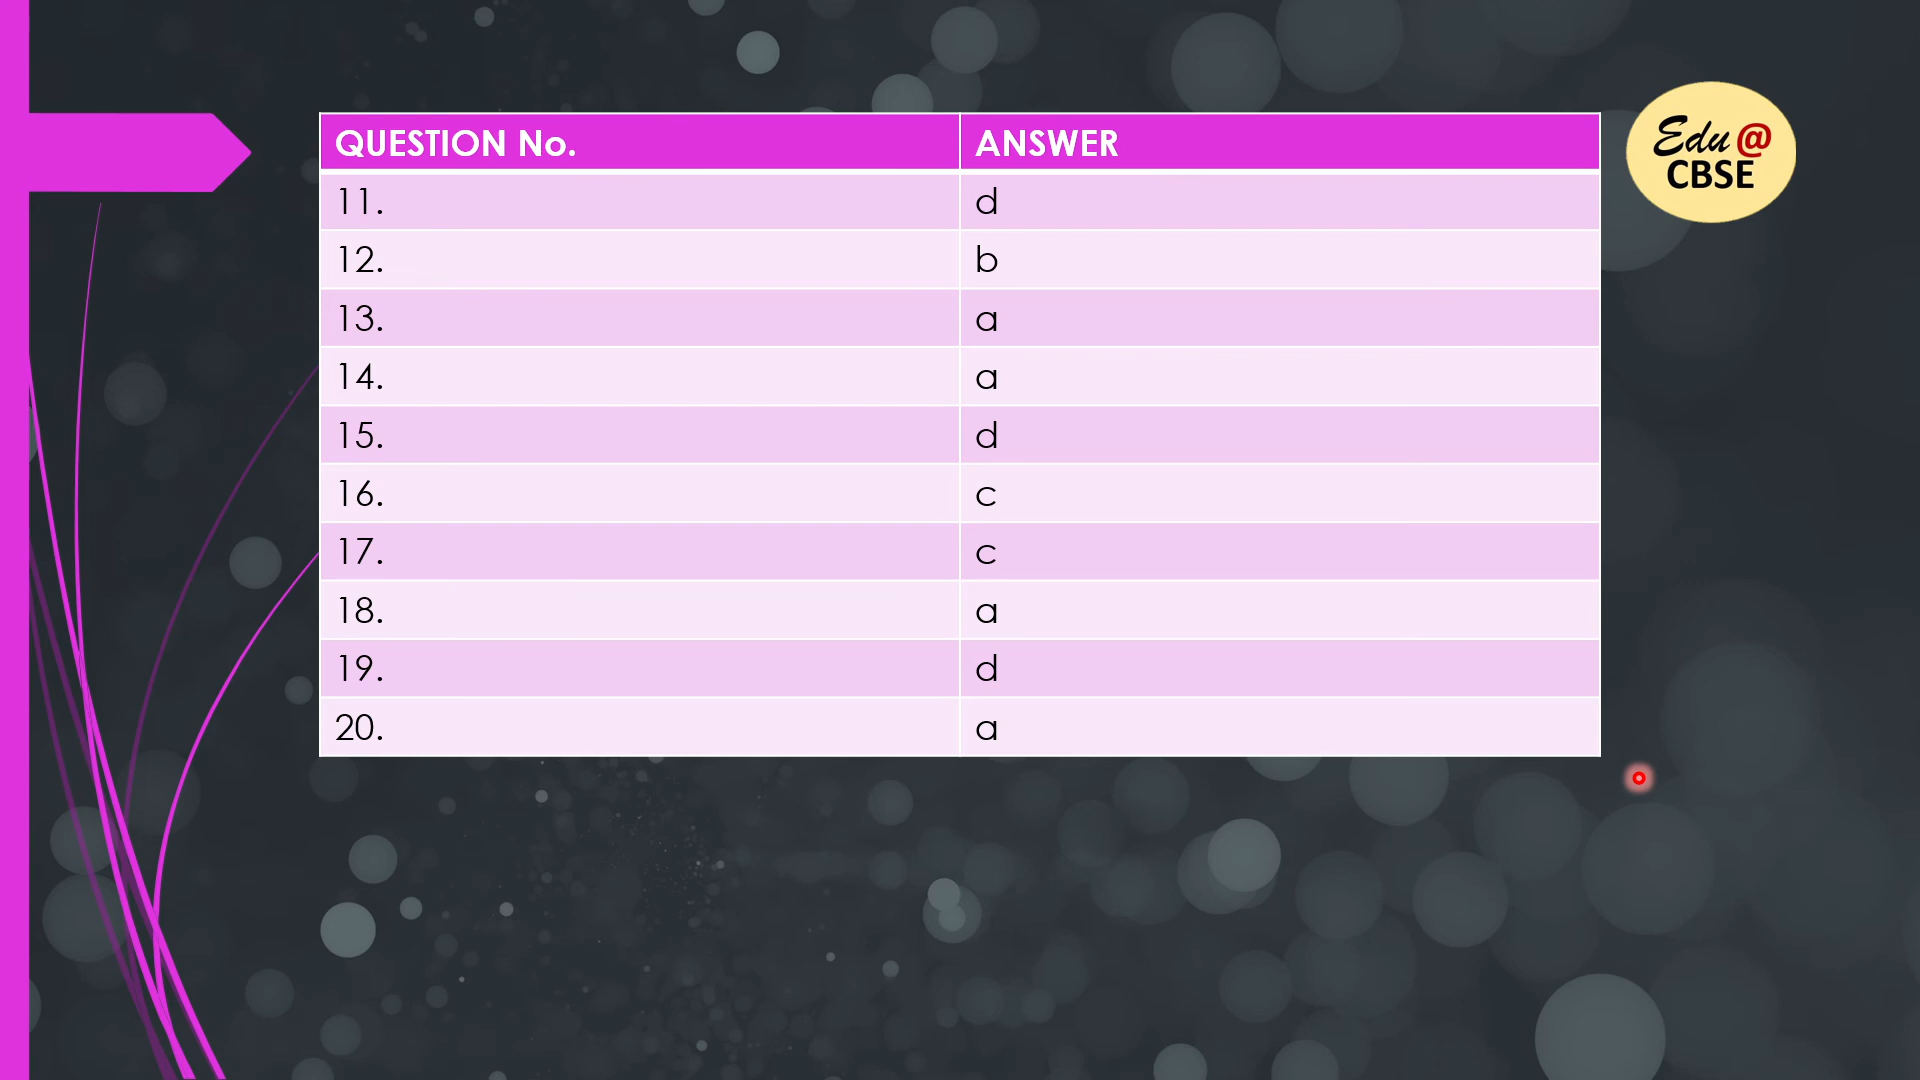 QUESTION No. ANSWER
11. d
12. b
13. a
14. a
15. d
16. c
17. c
18. a
19. d
20. a
Edu @
CBSE